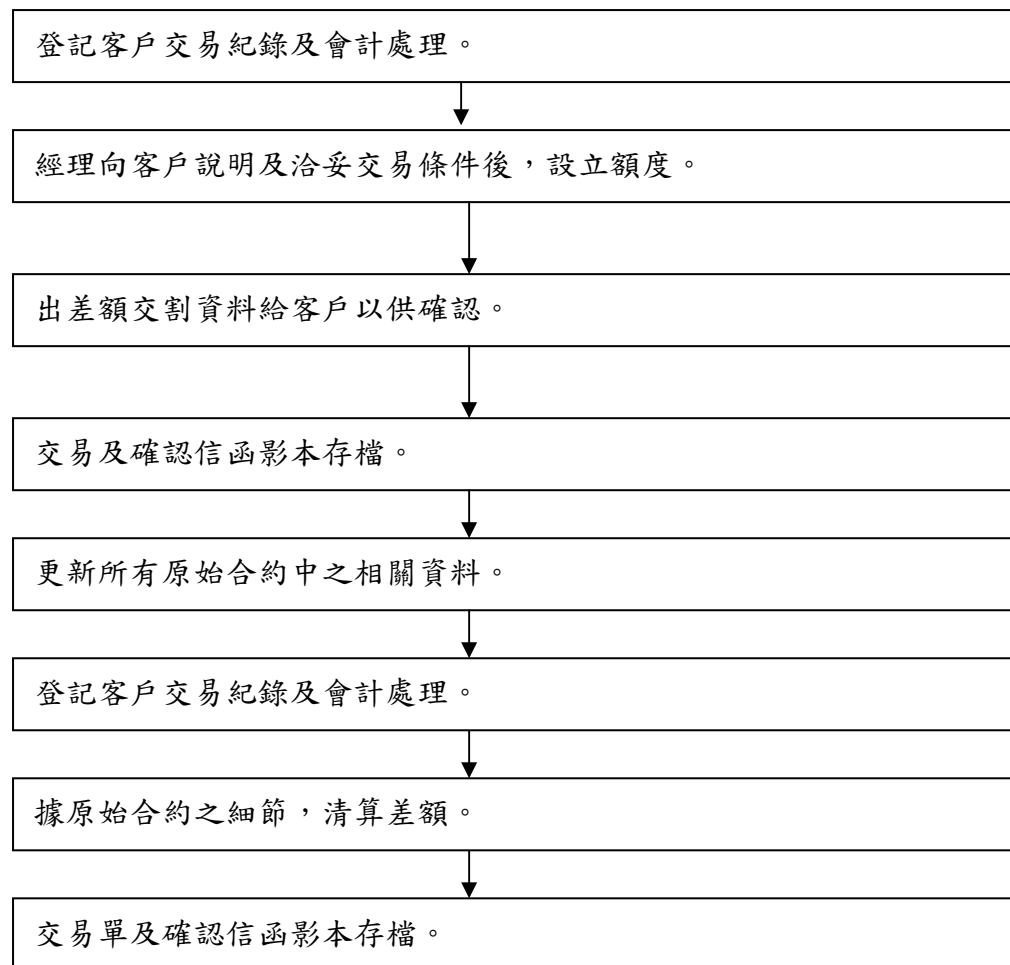 登記客戶交易紀錄及會計處理。
經理向客戶說明及洽妥交易條件後，設立額度。
出差額交割資料給客戶以供確認。
交易及確認信函影本存檔。
更新所有原始合約中之相關資料。
登記客戶交易紀錄及會計處理。
據原始合約之細節，清算差額。
交易單及確認信函影本存檔。